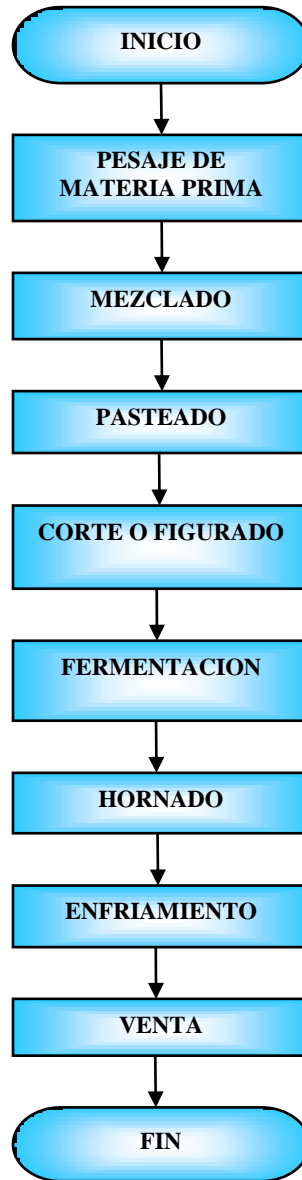 INICIO
PESAJE DE
MATERIA PRIMA
MEZCLADO
PASTEADO
CORTE O FIGURADO
FERMENTACION
HORNADO
ENFRIAMIENTO
VENTA
FIN